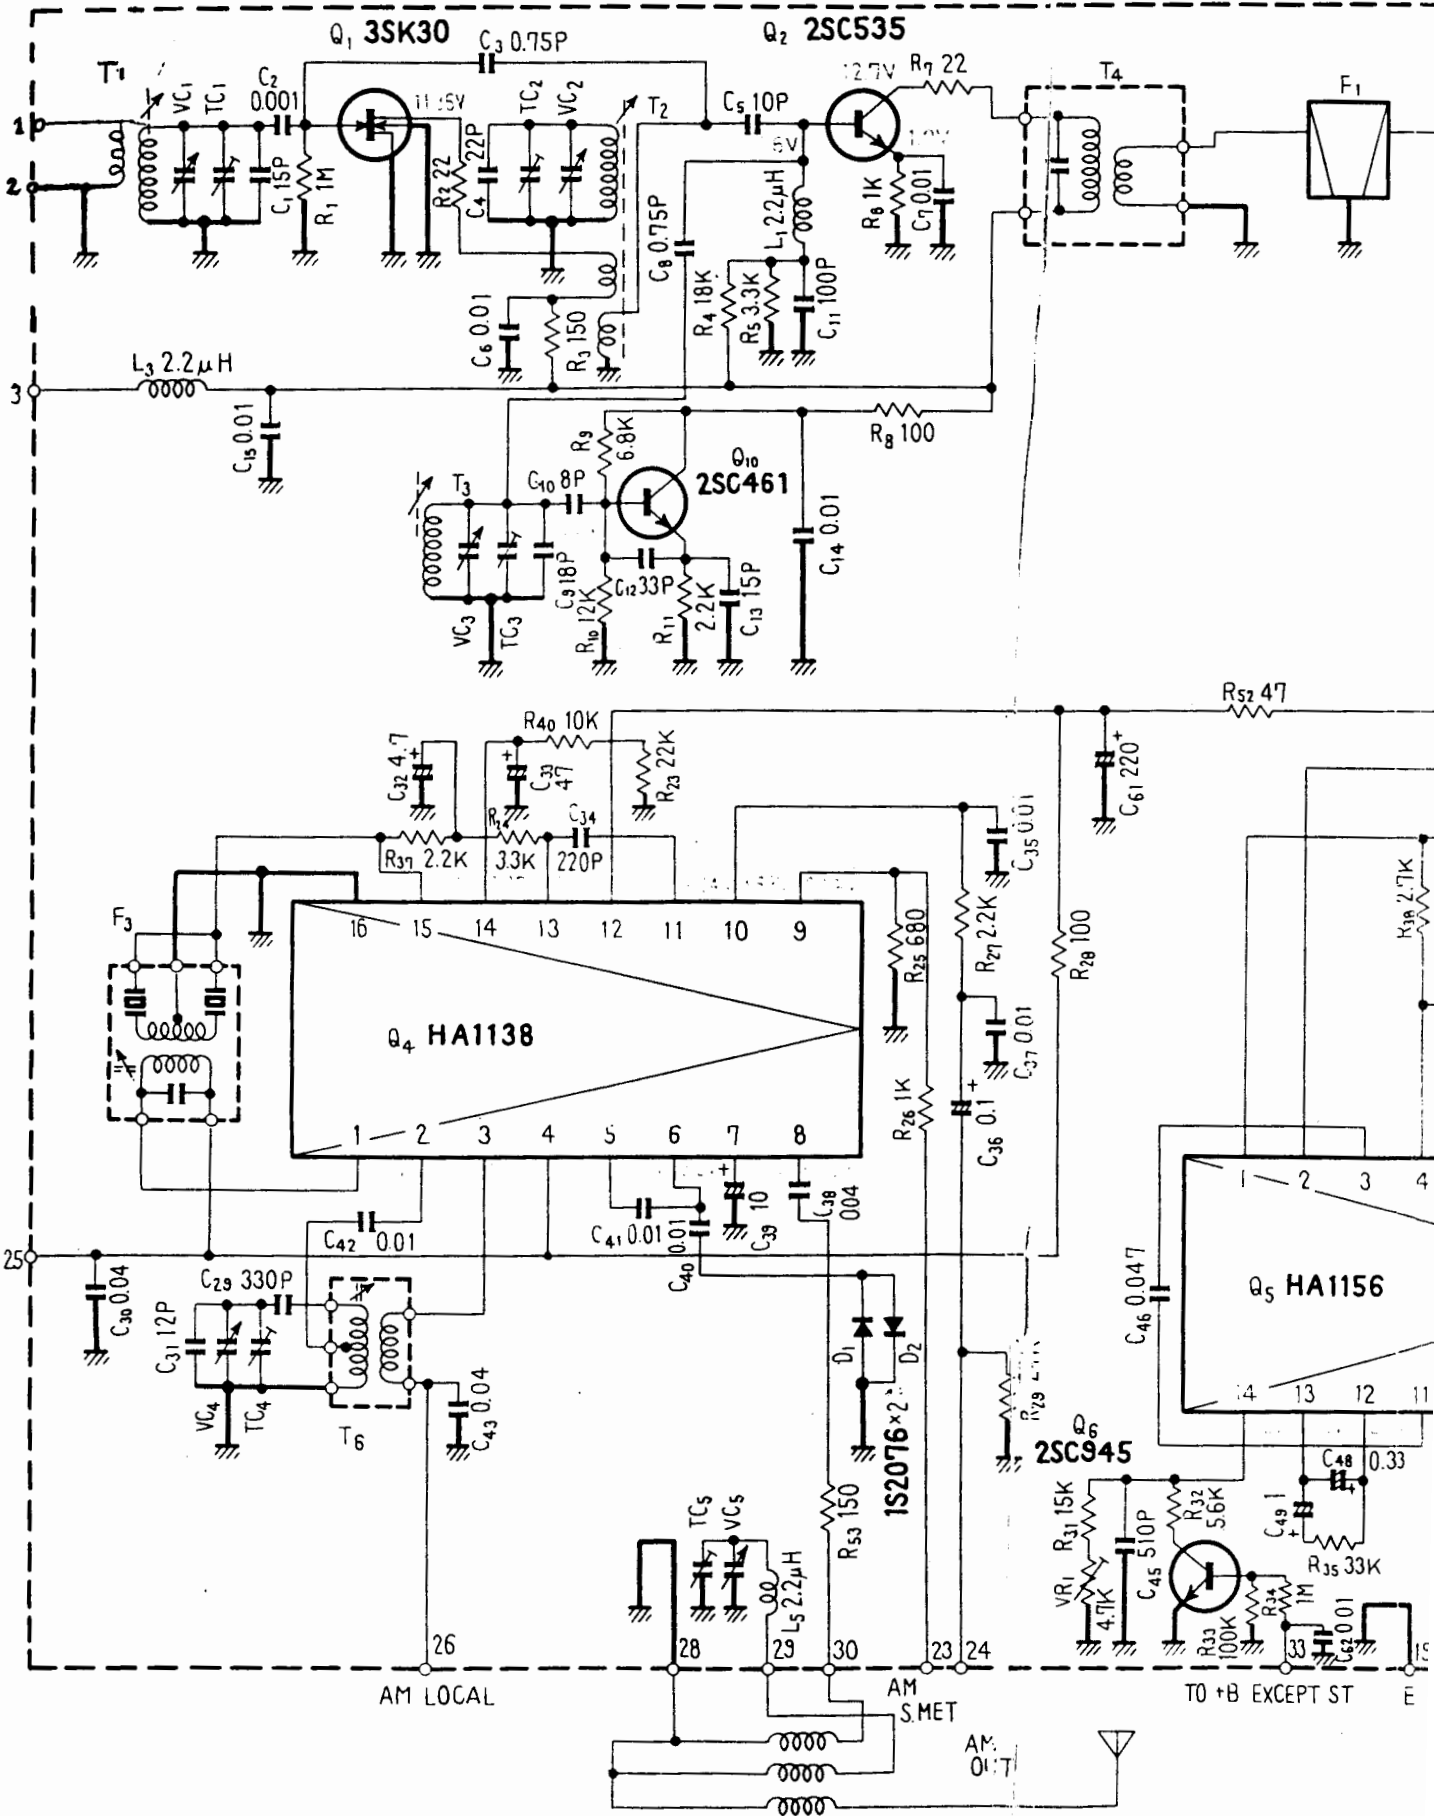 Q1 3SK30
C3 0.75P
Q2 2SC535
12.7V
R7 22
T1
VC1
TC1
C2
0.001
TC2
VC2
T2
C5 10P
T4
F1
1
2
C1 15P
R1 1M
R2 22
C4 22P
6V
C8 0.75P
L1 2.2μH
R6 1K
C7 0.01
C6 0.01
R3 150
R4 18K
R5 3.3K
C11 100P
L3 2.2μH
3
C15 0.01
R8 100
R9
6.8K
Q10
2SC461
T3
C10 8P
C14 0.01
C9 18P
C12 33P
VC3
TC3
R10 12K
R11
2.2K
C13 15P
R52 47
R40 10K
C32 4.7
C33
47
R23 22K
C61 220
R24
C34
R37 2.2K
3.3K
220P
C35 0.01
R38 2.7K
F3
16 15 14 13 12 11 10 9
R25 680
R27 2.2K
R28 100
Q4 HA1138
C37 0.01
R26 1K
C36 0.1
1 2 3 4 5 6 7 8
1 2 3 4
C42 0.01
C41 0.01
C40 0.01
10
C39
C38
0.04
25
C30 0.04
C29 330P
C31 12P
C46 0.047
Q5 HA1156
D1
D2
R29
VC4
TC4
T6
C43 0.04
1S2076×2
14 13 12 11
Q6
2SC945
C48 0.33
TC5
VC5
R53 150
R31 15K
C45 510P
R32
5.6K
C49 1
R35 33K
L5 2.2μH
VR1
4.7K
R33
100K
R34
1M
C62 0.01
26
28
29
30
23
24
33
AM LOCAL
AM
S.MET
TO +B EXCEPT ST
E
AM